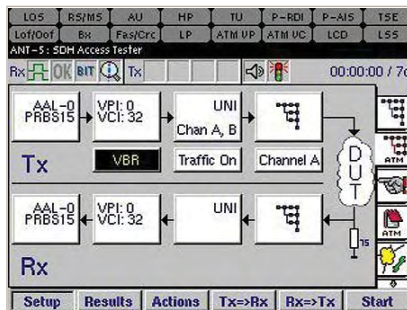 LOS RS/MS AU HP TU P-RDI P-AIS TSE
Lof/Oof Bx Fas/Crc LP ATM VP ATM VC LCD LSS
ANT-5 : SDH Access Tester
Rx OK BIT Tx 00:00:00 / 7d
AAL-0
PRBS15
VPI: 0
VCI: 32
UNI
Chan A, B
Tx VBR Traffic On Channel A
DUT
ATM
AAL-0
PRBS15
VPI: 0
VCI: 32
UNI
75
ATM
Rx
Setup Results Actions Tx=>Rx Rx=>Tx Start